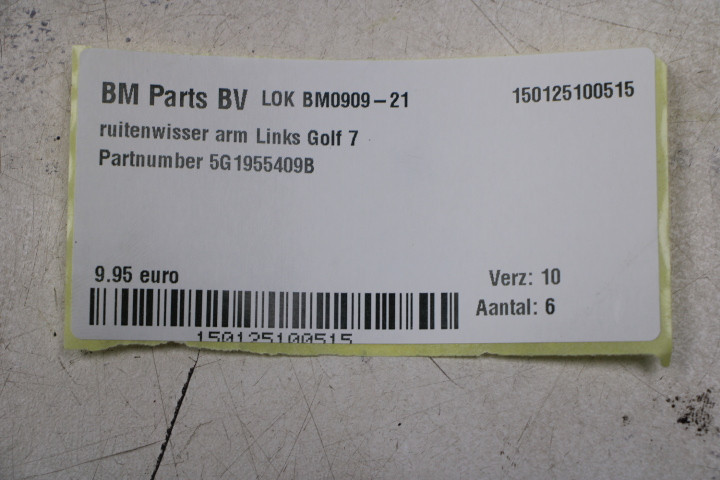 BM Parts BV LOK BM0909-21 150125100515
ruitenwisser arm Links Golf 7
Partnumber 5G1955409B
9.95 euro Verz: 10
Aantal: 6
150125100515